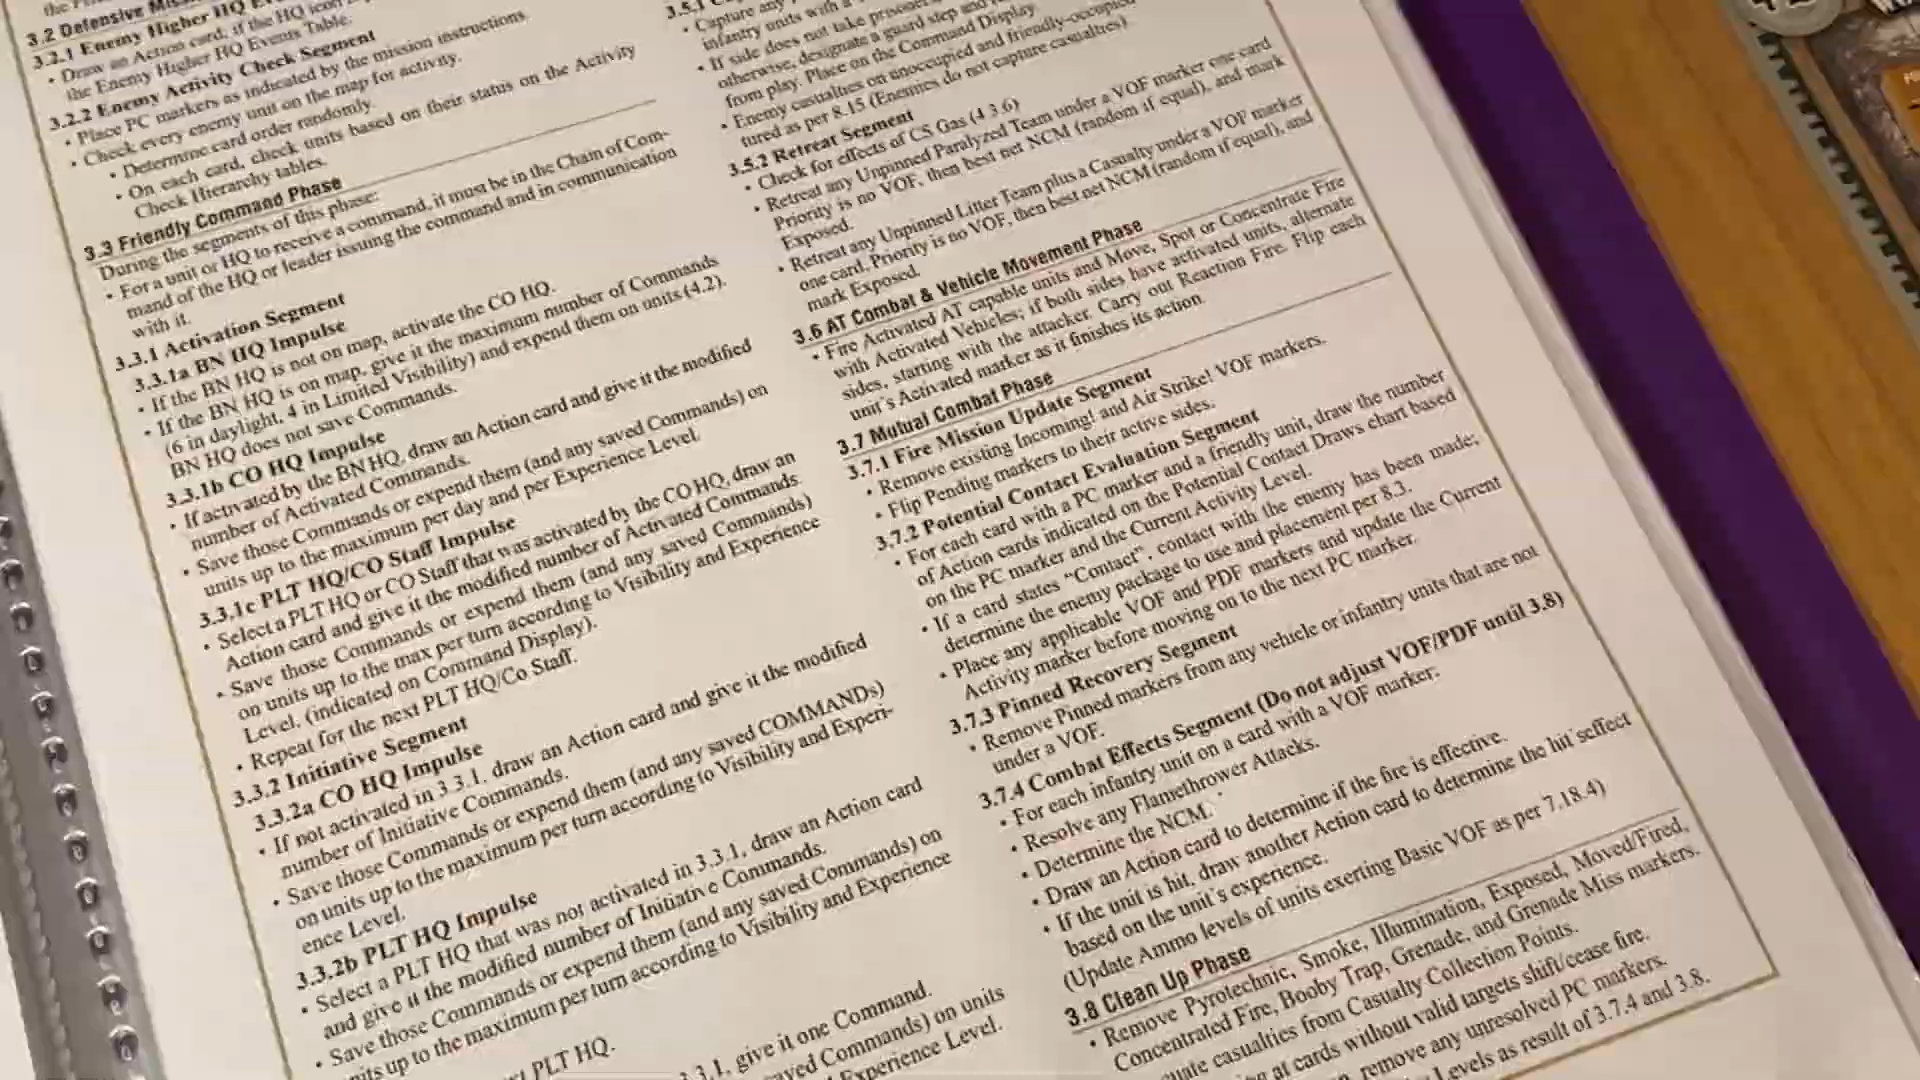 3.2 Defensive
3.2.1 Enemy Higher HQ
• Draw an Action card, if the HQ icon
the Enemy Higher HQ Events Table.
3.2.2 Enemy Activity Check Segment
• Place PC markers as indicated by the mission instructions.
• Check every enemy unit on the map for activity.
• Determine card order randomly.
• On each card, check units based on their status on the Activity
Check Hierarchy tables.
3.3 Friendly Command Phase
During the segments of this phase:
• For a unit or HQ to receive a command, it must be in the Chain of Com-
mand of the HQ or leader issuing the command and in communication
with it.
3.3.1 Activation Segment
3.3.1a BN HQ Impulse
• If the BN HQ is not on map, activate the CO HQ.
• If the BN HQ is on map, give it the maximum number of Commands
(6 in daylight, 4 in Limited Visibility) and expend them on units (4.2).
BN HQ does not save Commands.
3.3.1b CO HQ Impulse
• If activated by the BN HQ, draw an Action card and give it the modified
number of Activated Commands.
• Save those Commands or expend them (and any saved Commands) on
units up to the maximum per day and per Experience Level.
3.3.1c PLT HQ/CO Staff Impulse
• Select a PLT HQ or CO Staff that was activated by the CO HQ, draw an
Action card and give it the modified number of Activated Commands
• Save those Commands or expend them (and any saved Commands)
on units up to the max per turn according to Visibility and Experience
Level. (indicated on Command Display).
• Repeat for the next PLT HQ/Co Staff.
3.3.2 Initiative Segment
3.3.2a CO HQ Impulse
• If not activated in 3.3.1, draw an Action card and give it the modified
number of Initiative Commands.
• Save those Commands or expend them (and any saved COMMANDs)
on units up to the maximum per turn according to Visibility and Experi-
ence Level.
3.3.2b PLT HQ Impulse
• Select a PLT HQ that was not activated in 3.3.1, draw an Action card
and give it the modified number of Initiative Commands.
• Save those Commands or expend them (and any saved Commands) on
units up to the maximum per turn according to Visibility and Experience
PLT HQ.
3.3.1, give it one Command.
saved Commands) on units
Experience Level.
3.5.1
• Capture any
infantry units with a
• If side does not take prisoners,
otherwise, designate a guard step and
from play. Place on the Command Display.
• Enemy casualties on unoccupied and friendly-occupied
tured as per 8.15 (Enemies do not capture casualties).
3.5.2 Retreat Segment
• Check for effects of CS Gas (4.3.6)
• Retreat any Unpinned Paralyzed Team under a VOF marker one card.
Priority is no VOF, then best net NCM (random if equal), and mark
Exposed.
• Retreat any Unpinned Litter Team plus a Casualty under a VOF marker
one card, Priority is no VOF, then best net NCM (random if equal), and
mark Exposed.
3.6 AT Combat & Vehicle Movement Phase
• Fire Activated AT capable units and Move, Spot or Concentrate Fire
with Activated Vehicles; if both sides have activated units, alternate
sides, starting with the attacker. Carry out Reaction Fire. Flip each
unit's Activated marker as it finishes its action.
3.7 Mutual Combat Phase
3.7.1 Fire Mission Update Segment
• Remove existing Incoming! and Air Strike! VOF markers.
• Flip Pending markers to their active sides.
3.7.2 Potential Contact Evaluation Segment
• For each card with a PC marker and a friendly unit, draw the number
of Action cards indicated on the Potential Contact Draws chart based
on the PC marker and the Current Activity Level.
• If a card states "Contact", contact with the enemy has been made;
determine the enemy package to use and placement per 8.3.
• Place any applicable VOF and PDF markers and update the Current
Activity marker before moving on to the next PC marker.
3.7.3 Pinned Recovery Segment
• Remove Pinned markers from any vehicle or infantry units that are not
under a VOF.
3.7.4 Combat Effects Segment (Do not adjust VOF/PDF until 3.8)
• For each infantry unit on a card with a VOF marker:
• Resolve any Flamethrower Attacks.
• Determine the NCM.
• Draw an Action card to determine if the fire is effective.
• If the unit is hit, draw another Action card to determine the hit's effect
based on the unit's experience.
(Update Ammo levels of units exerting Basic VOF as per 7.18.4)
3.8 Clean Up Phase
• Remove Pyrotechnic, Smoke, Illumination, Exposed, Moved/Fired,
Concentrated Fire, Booby Trap, Grenade, and Grenade Miss markers.
casualties from Casualty Collection Points.
at cards without valid targets shift/cease fire.
remove any unresolved PC markers.
Levels as result of 3.7.4 and 3.8.